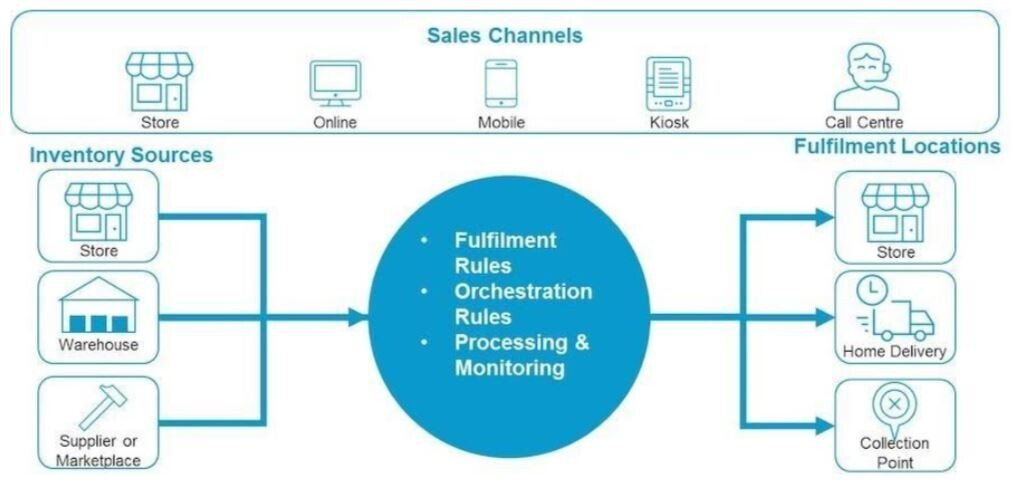 Sales Channels
Store
Online
Mobile
Kiosk
Call Centre
Inventory Sources
Fulfilment Locations
Store
Warehouse
Supplier or
Marketplace
• Fulfilment
Rules
• Orchestration
Rules
• Processing &
Monitoring
Store
Home Delivery
Collection
Point